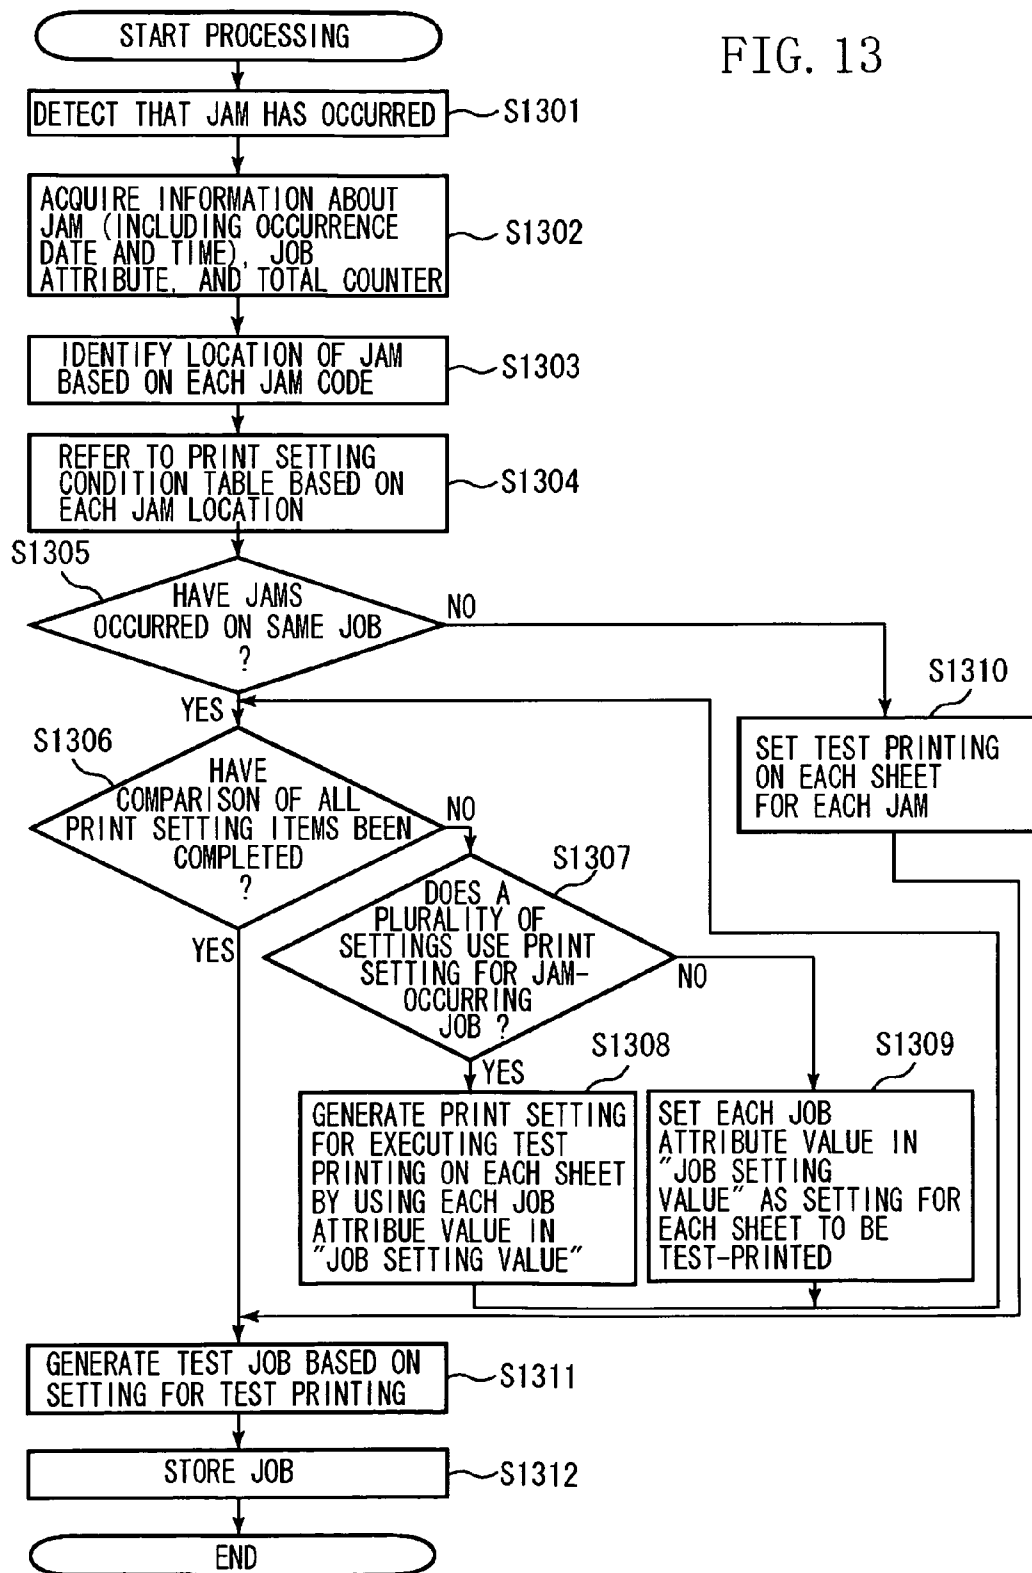 FIG. 13
START PROCESSING
DETECT THAT JAM HAS OCCURRED
S1301
ACQUIRE INFORMATION ABOUT
JAM (INCLUDING OCCURRENCE
DATE AND TIME), JOB
ATTRIBUTE, AND TOTAL COUNTER
S1302
IDENTIFY LOCATION OF JAM
BASED ON EACH JAM CODE
S1303
REFER TO PRINT SETTING
CONDITION TABLE BASED ON
EACH JAM LOCATION
S1304
S1305
HAVE JAMS
OCCURRED ON SAME JOB
?
NO
YES
S1310
SET TEST PRINTING
ON EACH SHEET
FOR EACH JAM
S1306
HAVE
COMPARISON OF ALL
PRINT SETTING ITEMS BEEN
COMPLETED
?
NO
YES
S1307
DOES A
PLURALITY OF
SETTINGS USE PRINT
SETTING FOR JAM-
OCCURRING
JOB ?
NO
YES
S1308
GENERATE PRINT SETTING
FOR EXECUTING TEST
PRINTING ON EACH SHEET
BY USING EACH JOB
ATTRIBUE VALUE IN
"JOB SETTING VALUE"
S1309
SET EACH JOB
ATTRIBUTE VALUE IN
"JOB SETTING
VALUE" AS SETTING FOR
EACH SHEET TO BE
TEST-PRINTED
GENERATE TEST JOB BASED ON
SETTING FOR TEST PRINTING
S1311
STORE JOB
S1312
END